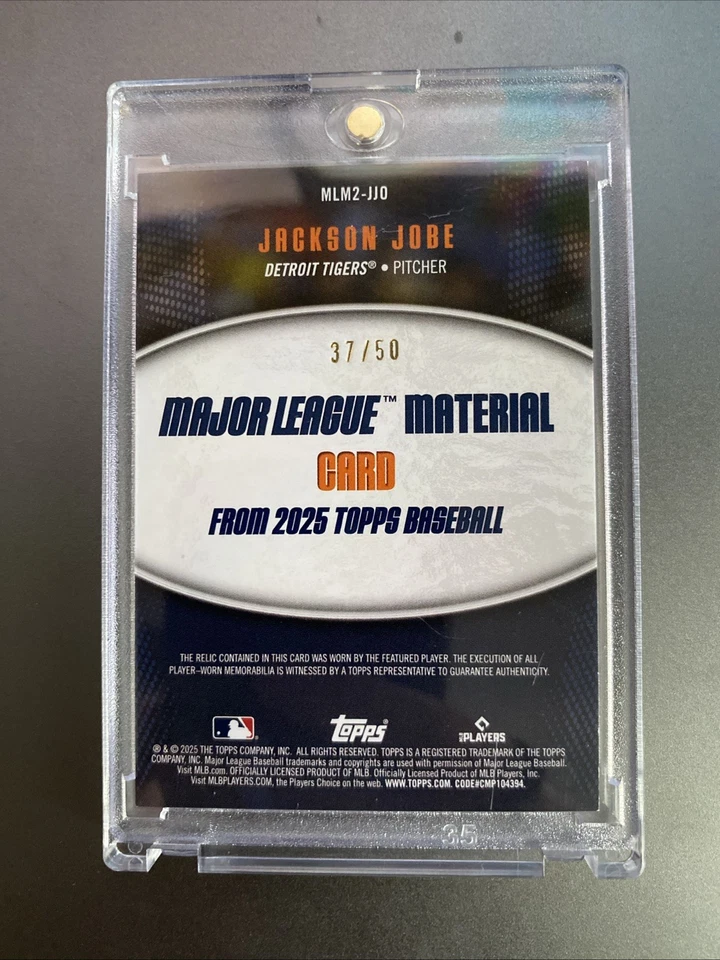 MLM2-JJO
JACKSON JOBE
DETROIT TIGERS® • PITCHER
37/50
MAJOR LEAGUE™ MATERIAL
CARD
FROM 2025 TOPPS BASEBALL
THE RELIC CONTAINED IN THIS CARD WAS WORN BY THE FEATURED PLAYER. THE EXECUTION OF ALL
PLAYER-WORN MEMORABILIA IS WITNESSED BY A TOPPS REPRESENTATIVE TO GUARANTEE AUTHENTICITY.
topps® PLAYERS
® & © 2025 THE TOPPS COMPANY, INC. ALL RIGHTS RESERVED. TOPPS IS A REGISTERED TRADEMARK OF THE TOPPS
COMPANY, INC. Major League Baseball trademarks and copyrights are used with permission of Major League Baseball.
Visit MLB.com. OFFICIALLY LICENSED PRODUCT OF MLB. Officially Licensed Product of MLB Players, Inc.
Visit MLBPLAYERS.COM, the Players Choice on the web. WWW.TOPPS.COM. CODE#CMP104394.
35